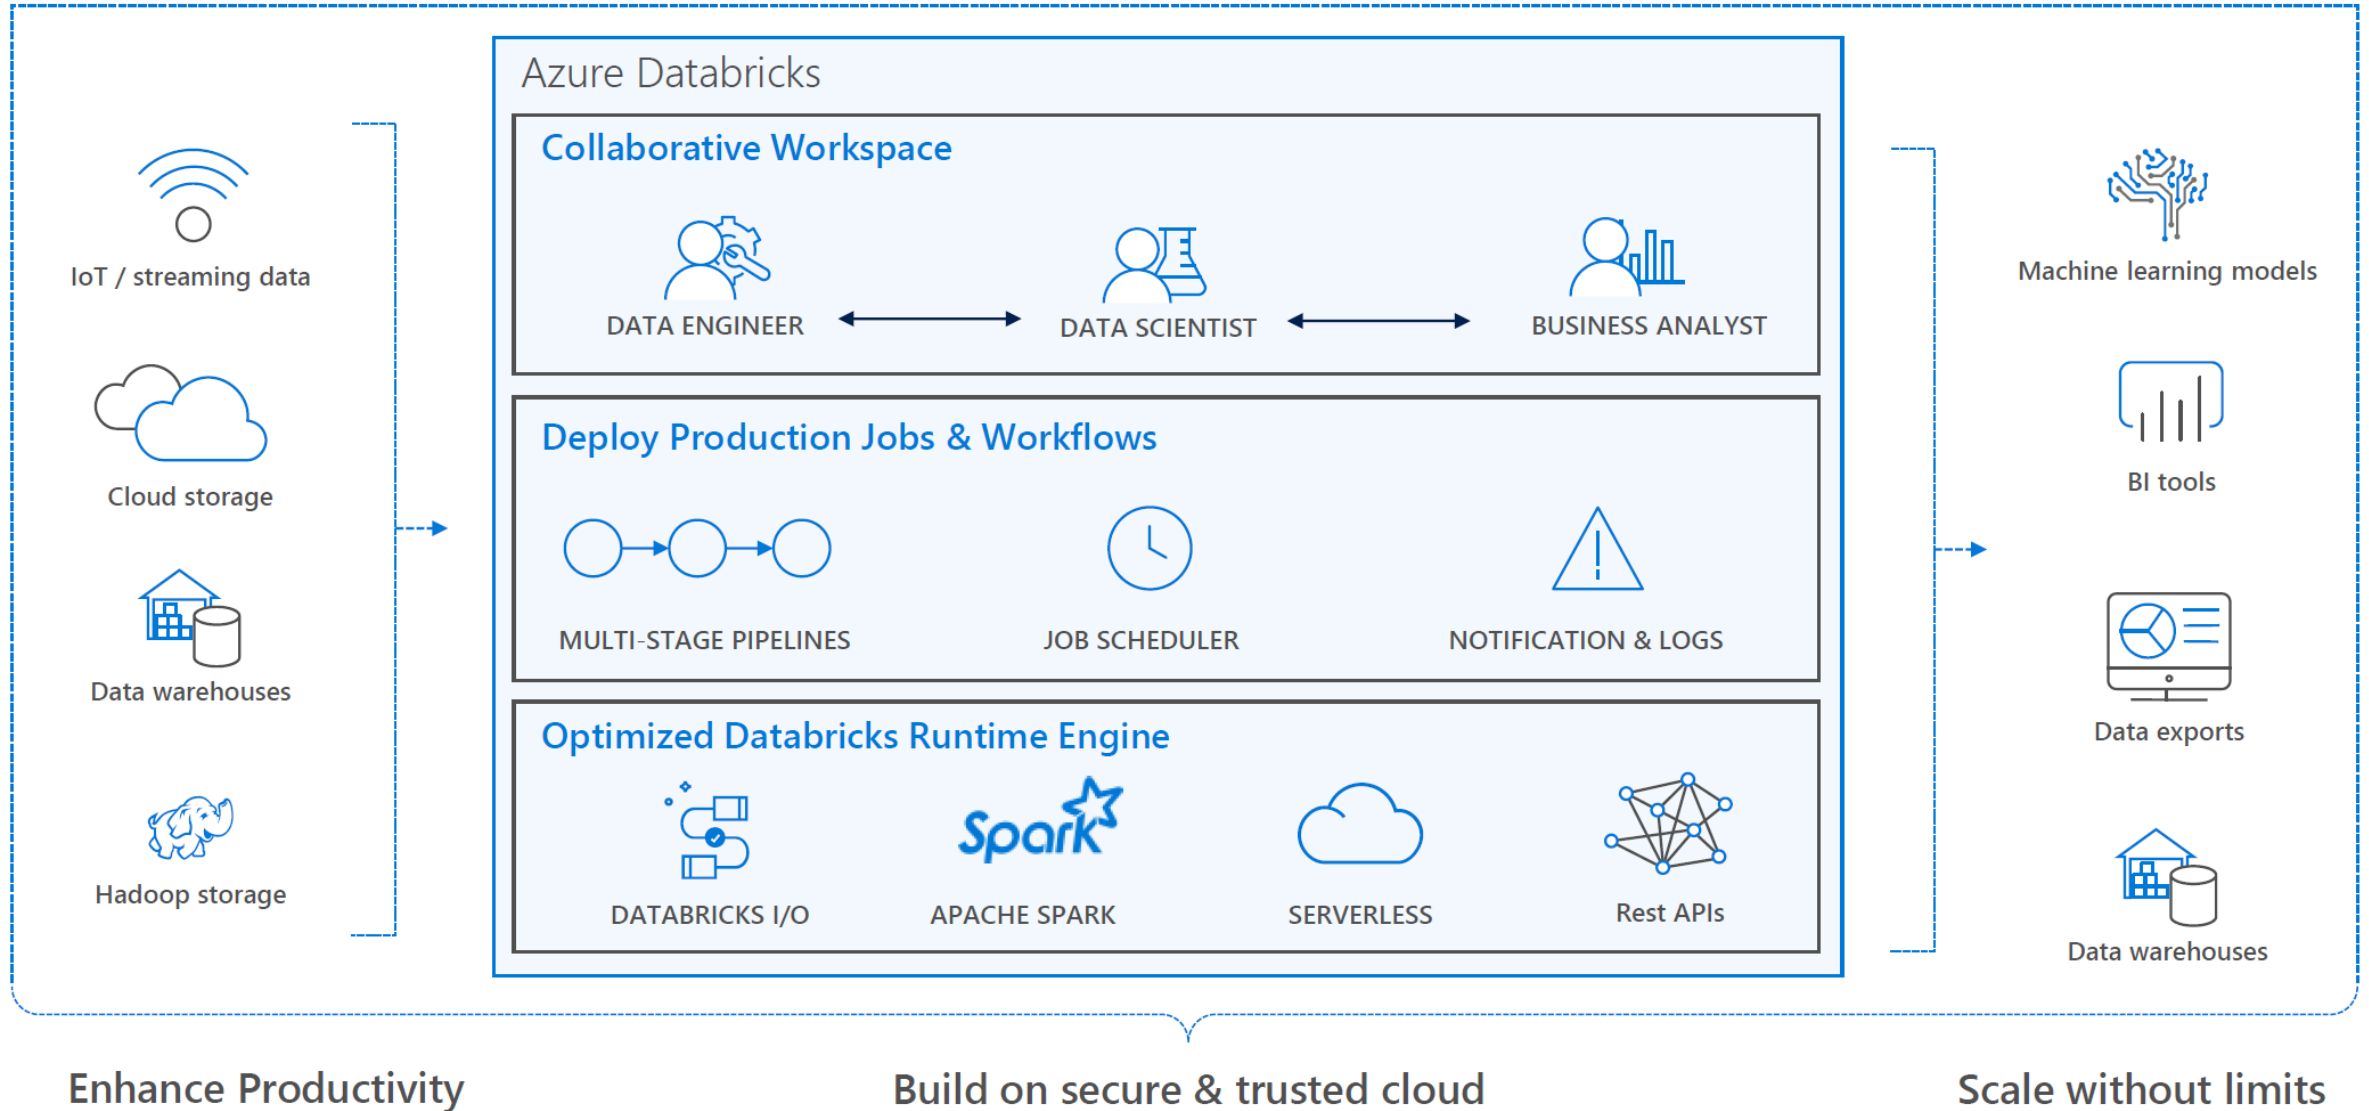 Azure Databricks
Collaborative Workspace
DATA ENGINEER
DATA SCIENTIST
BUSINESS ANALYST
Deploy Production Jobs & Workflows
MULTI-STAGE PIPELINES
JOB SCHEDULER
NOTIFICATION & LOGS
Optimized Databricks Runtime Engine
Spark
DATABRICKS I/O
APACHE SPARK
SERVERLESS
Rest APIs
IoT / streaming data
Cloud storage
Data warehouses
Hadoop storage
Machine learning models
BI tools
Data exports
Data warehouses
Enhance Productivity
Build on secure & trusted cloud
Scale without limits